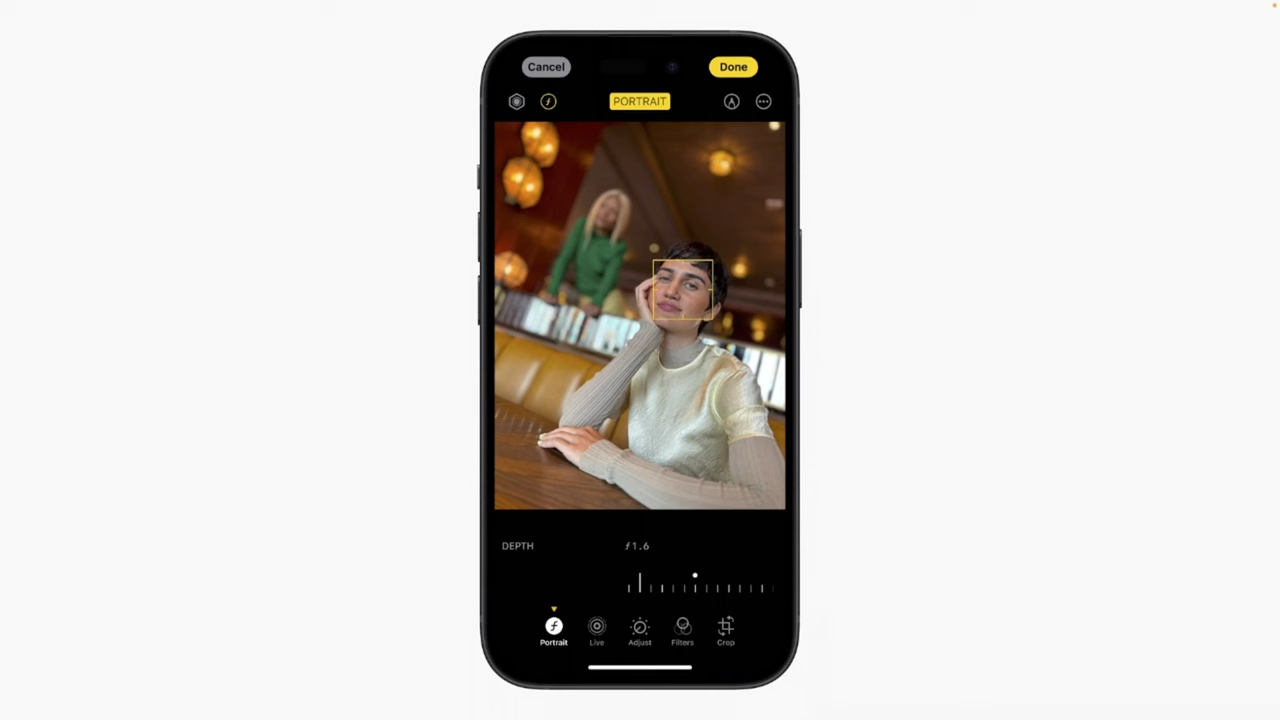 Cancel
Done
PORTRAIT
DEPTH
ƒ1.6
Portrait
Live
Adjust
Filters
Crop